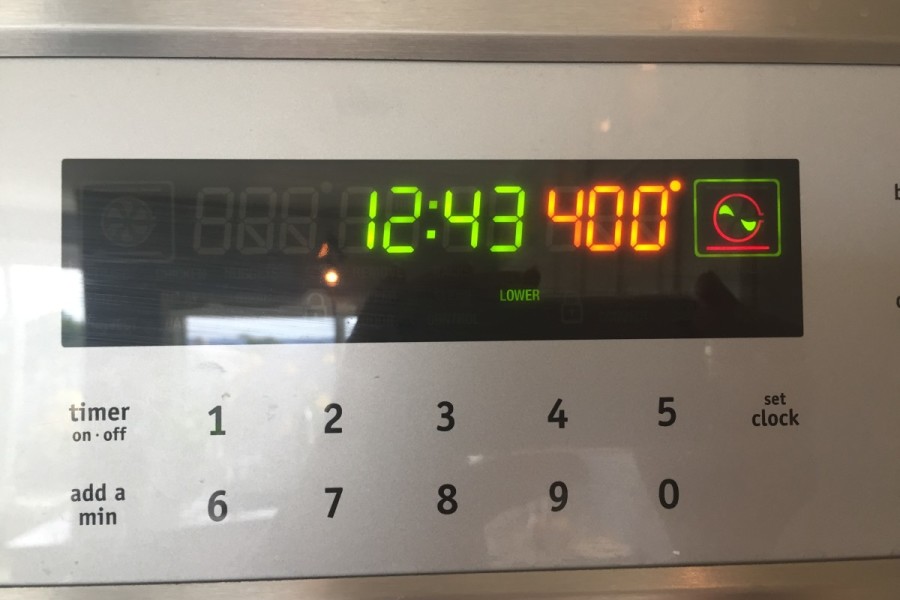 12:43 400°
LOWER
timer
on · off
1 2 3 4 5
set
clock
add a
min
6 7 8 9 0